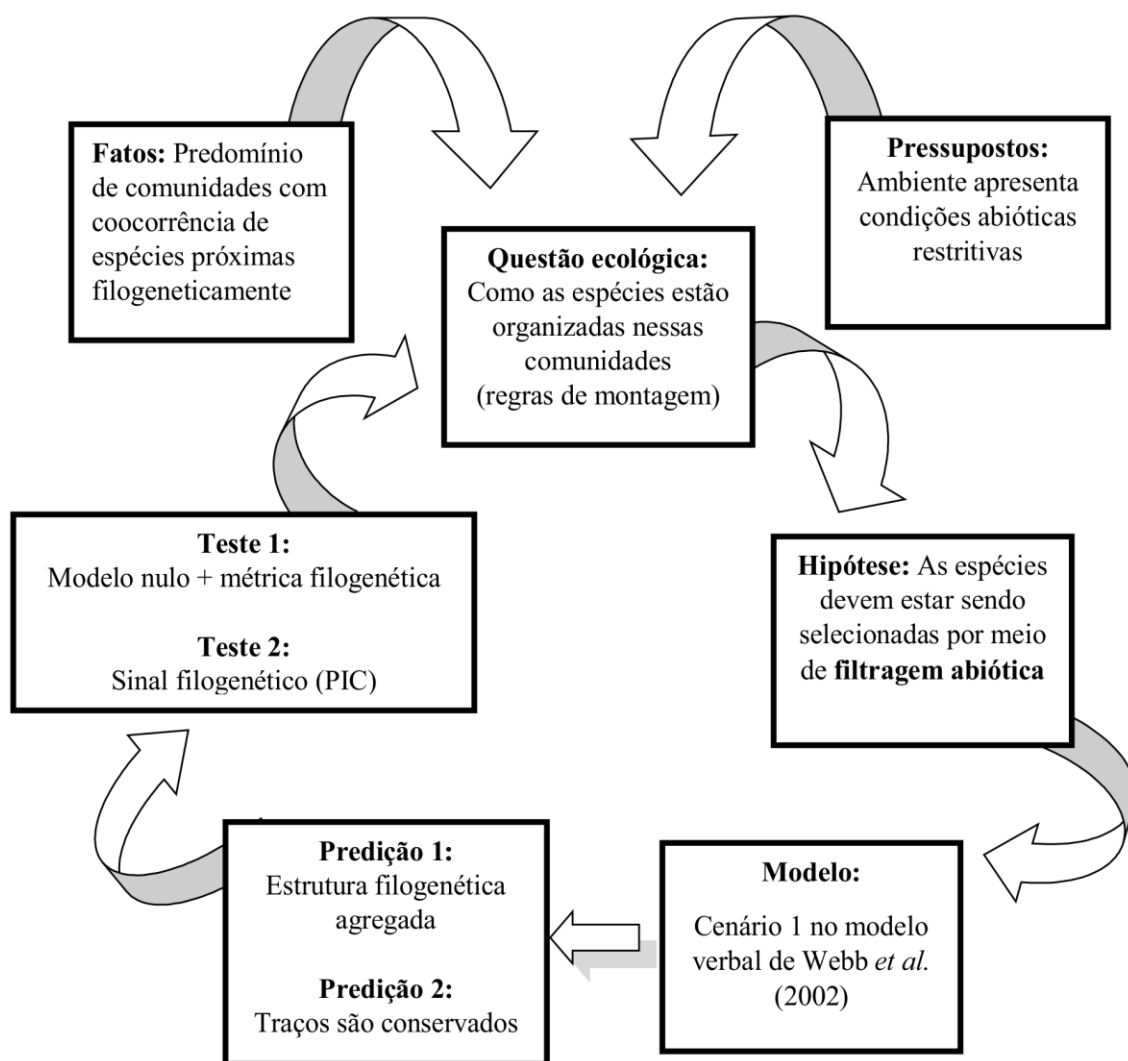 Fatos: Predomínio
de comunidades com
coocorrência de
espécies próximas
filogeneticamente
Pressupostos:
Ambiente apresenta
condições abióticas
restritivas
Questão ecológica:
Como as espécies estão
organizadas nessas
comunidades
(regras de montagem)
Hipótese: As espécies
devem estar sendo
selecionadas por meio
de filtragem abiótica
Modelo:
Cenário 1 no modelo
verbal de Webb et al.
(2002)
Predição 1:
Estrutura filogenética
agregada
Predição 2:
Traços são conservados
Teste 1:
Modelo nulo + métrica filogenética
Teste 2:
Sinal filogenético (PIC)